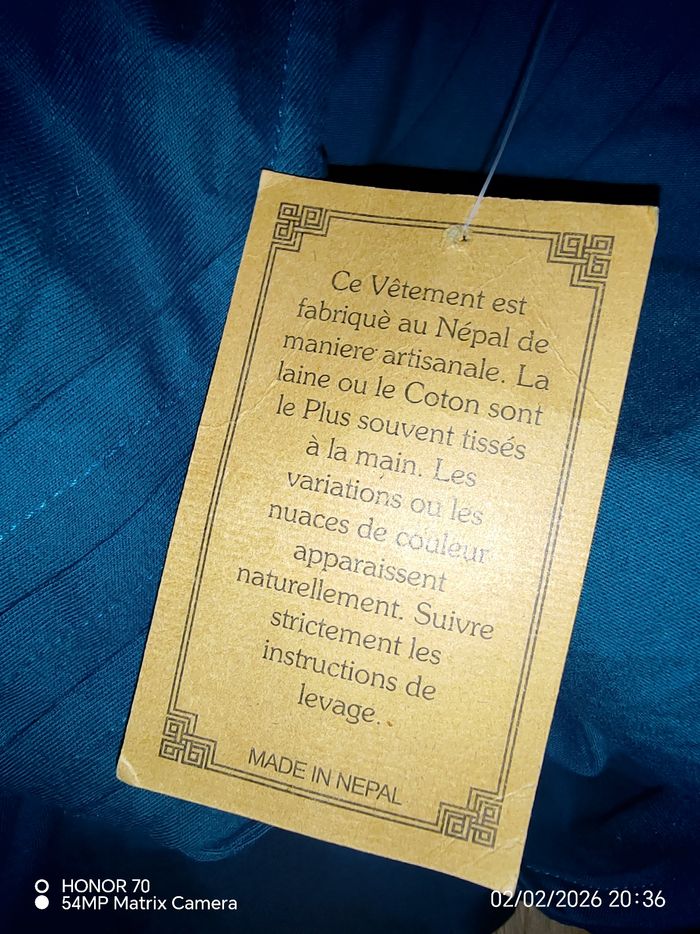 Ce Vêtement est
fabriquè au Népal de
maniere artisanale. La
laine ou le Coton sont
le Plus souvent tissés
à la main. Les
variations ou les
nuaces de couleur
apparaissent
naturellement. Suivre
strictement les
instructions de
levage.
MADE IN NEPAL
HONOR 70
54MP Matrix Camera
02/02/2026 20:36